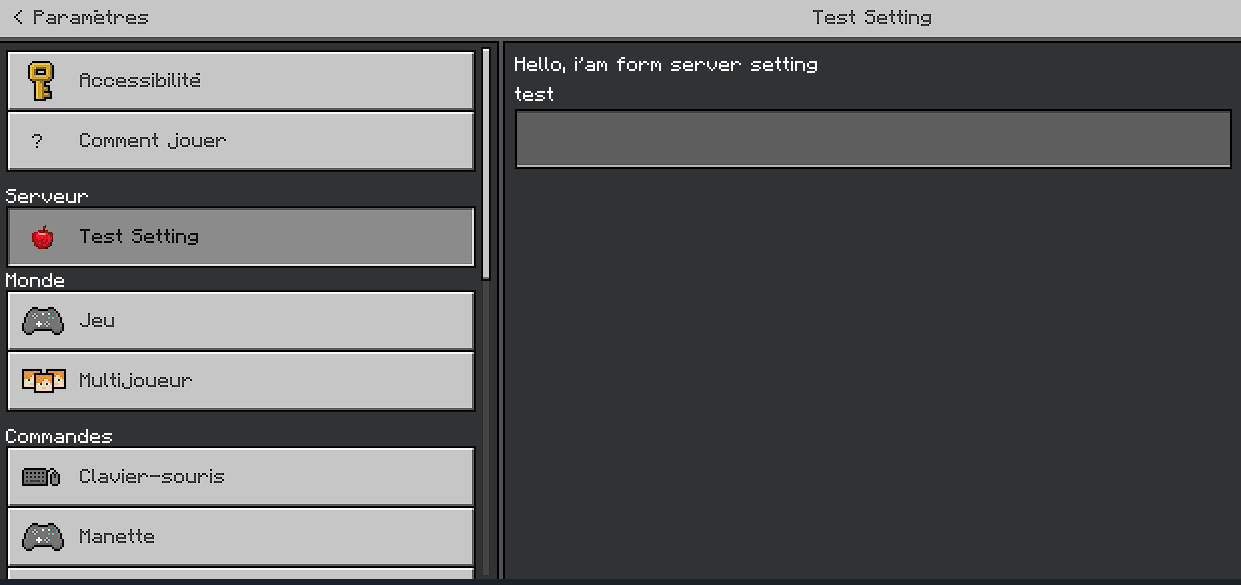 < Paramètres
Test Setting
Accessibilité
? Comment jouer
Serveur
Test Setting
Monde
Jeu
Multijoueur
Commandes
Clavier-souris
Manette
Hello, i'am form server setting
test